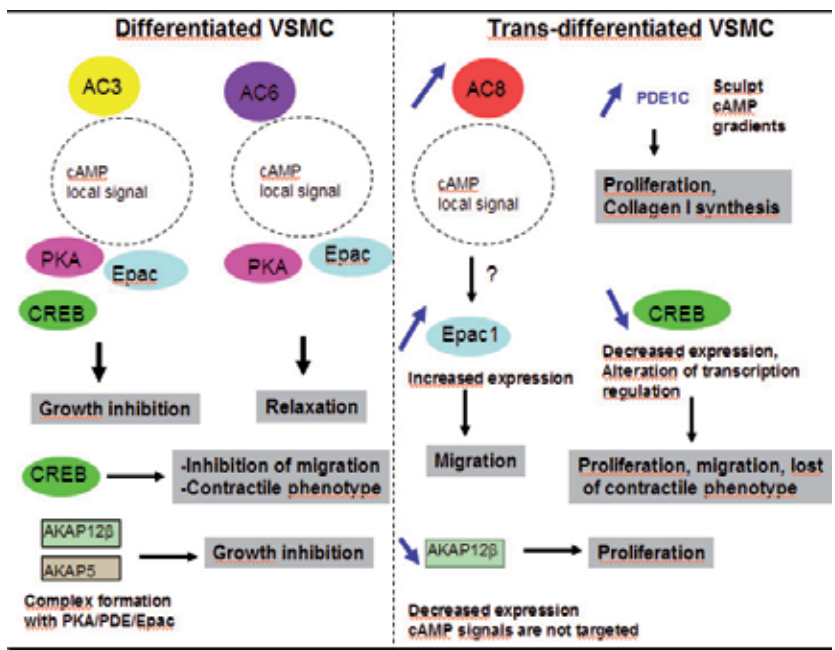 Differentiated VSMC
AC3
cAMP
local signal
PKA
Epac
CREB
Growth inhibition
AC6
cAMP
local signal
PKA
Epac
Relaxation
CREB
-Inhibition of migration
-Contractile phenotype
AKAP12β
AKAP5
Growth inhibition
Complex formation
with PKA/PDE/Epac
Trans-differentiated VSMC
AC8
cAMP
local signal
?
Epac1
Increased expression
Migration
PDE1C
Sculpt
cAMP
gradients
Proliferation,
Collagen I synthesis
CREB
Decreased expression,
Alteration of transcription
regulation
Proliferation, migration, lost
of contractile phenotype
AKAP12β
Proliferation
Decreased expression
cAMP signals are not targeted